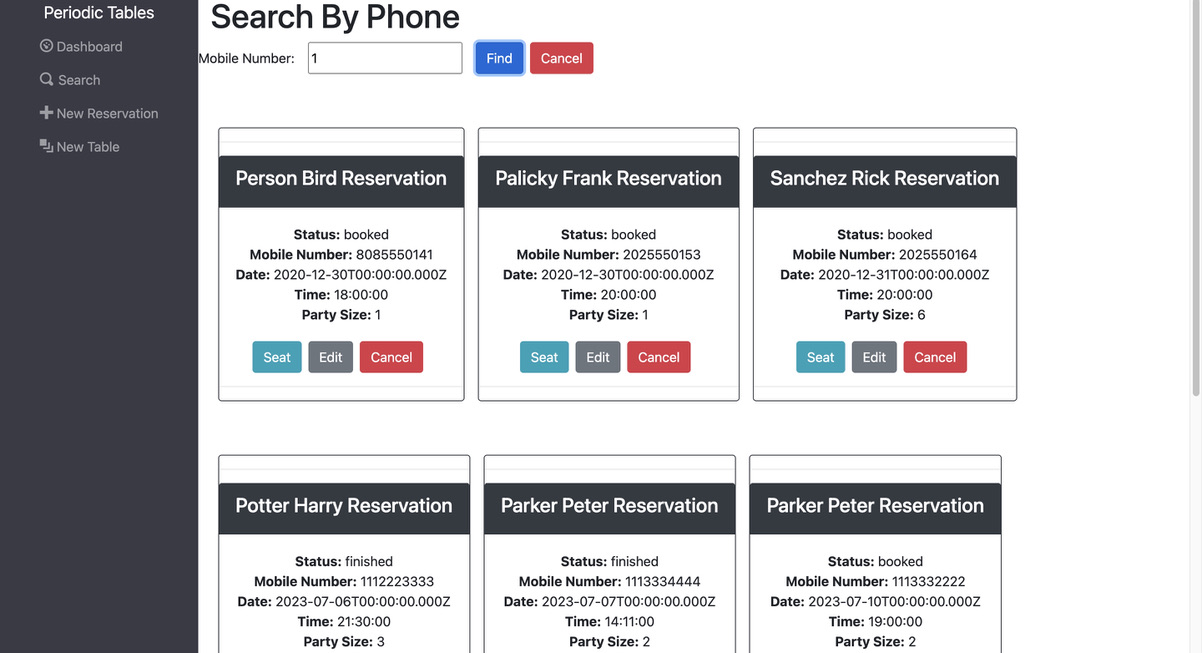 Periodic Tables
Dashboard
Search
New Reservation
New Table
Search By Phone
Mobile Number: 1 Find Cancel
Person Bird Reservation
Status: booked
Mobile Number: 8085550141
Date: 2020-12-30T00:00:00.000Z
Time: 18:00:00
Party Size: 1
Seat Edit Cancel
Palicky Frank Reservation
Status: booked
Mobile Number: 2025550153
Date: 2020-12-30T00:00:00.000Z
Time: 20:00:00
Party Size: 1
Seat Edit Cancel
Sanchez Rick Reservation
Status: booked
Mobile Number: 2025550164
Date: 2020-12-31T00:00:00.000Z
Time: 20:00:00
Party Size: 6
Seat Edit Cancel
Potter Harry Reservation
Status: finished
Mobile Number: 1112223333
Date: 2023-07-06T00:00:00.000Z
Time: 21:30:00
Party Size: 3
Parker Peter Reservation
Status: finished
Mobile Number: 1113334444
Date: 2023-07-07T00:00:00.000Z
Time: 14:11:00
Party Size: 2
Parker Peter Reservation
Status: booked
Mobile Number: 1113332222
Date: 2023-07-10T00:00:00.000Z
Time: 19:00:00
Party Size: 2